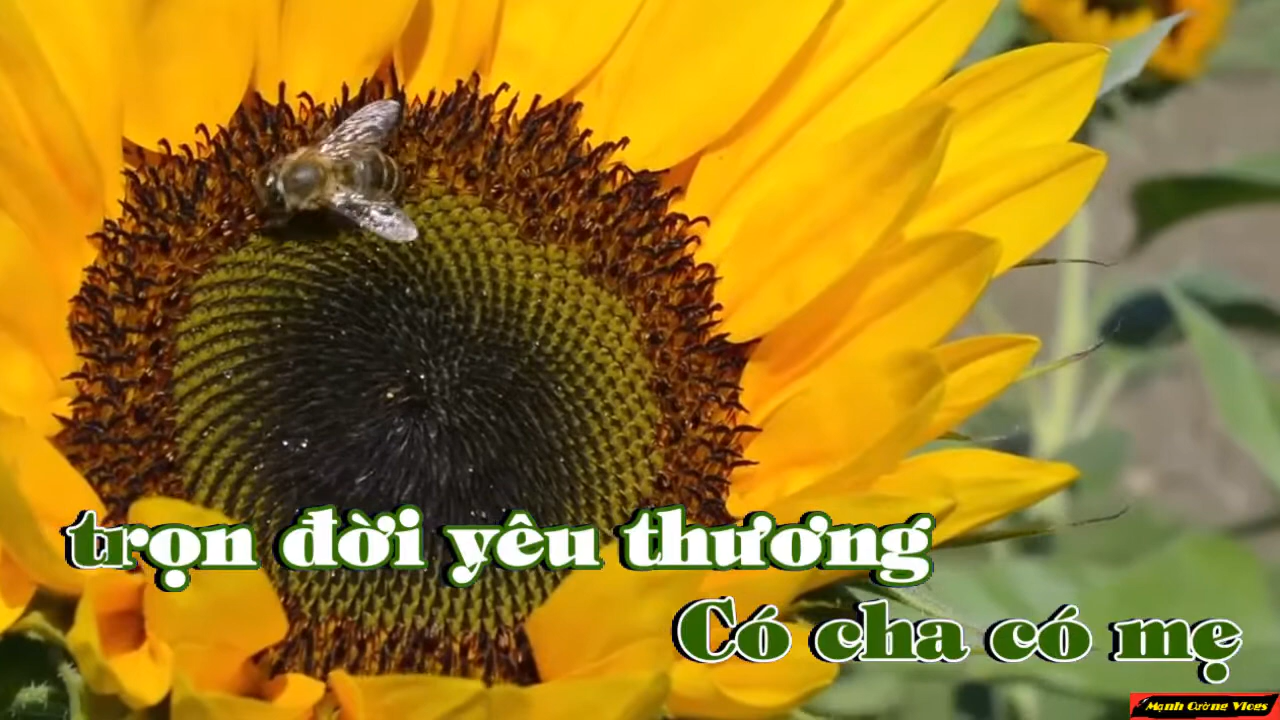 trọn đời yêu thương
Có cha có mẹ
Mạnh Cường Vlogs